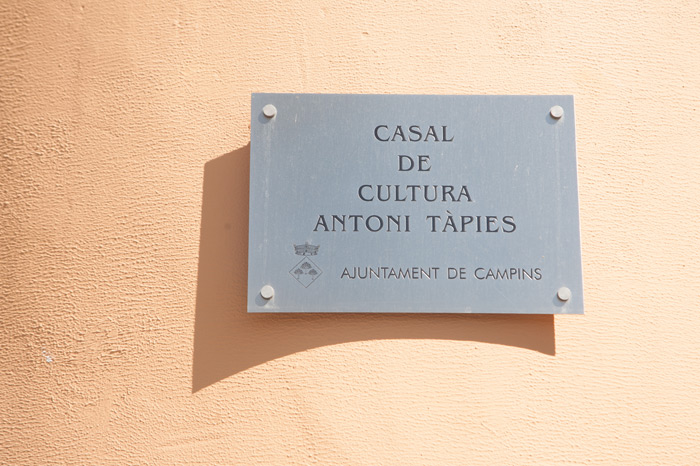 CASAL
DE
CULTURA
ANTONI TÀPIES
AJUNTAMENT DE CAMPINS